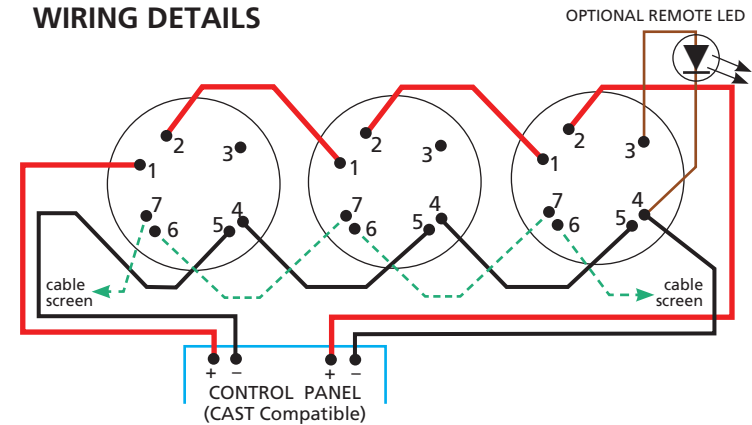 WIRING DETAILS
OPTIONAL REMOTE LED
2
3
1
7
6
5
4
2
3
1
7
6
5
4
2
3
1
7
6
5
4
cable
screen
cable
screen
+ –
+ –
CONTROL PANEL
(CAST Compatible)